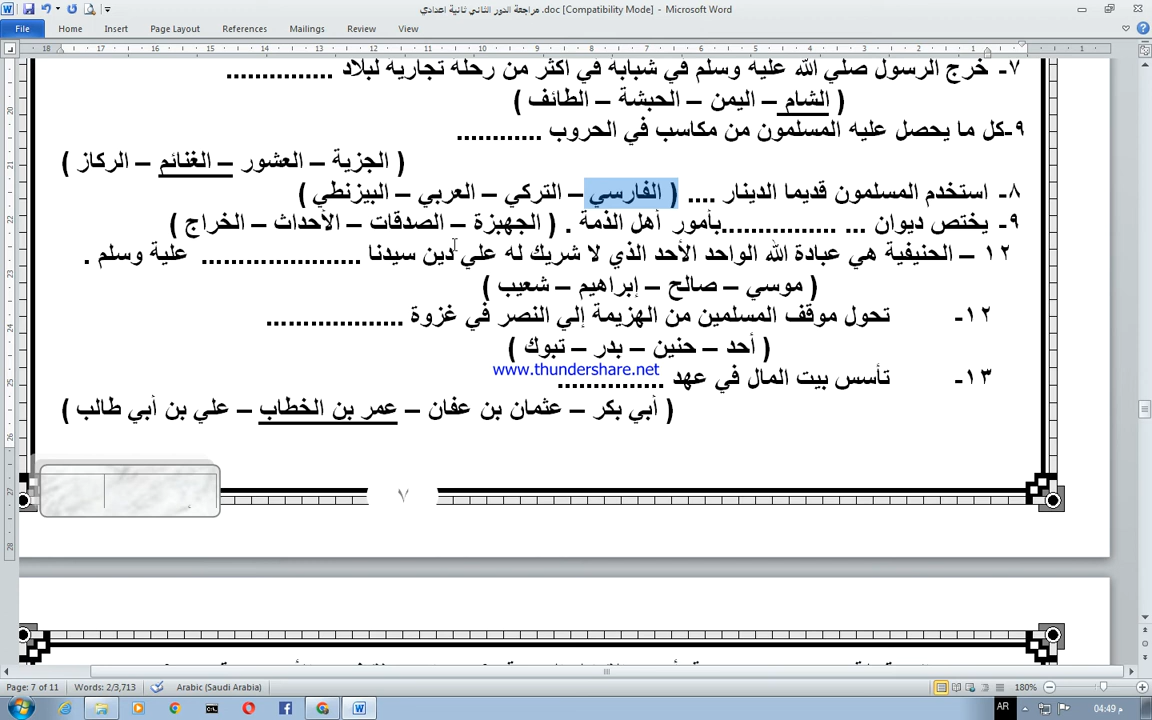 مراجعة الدور الثاني ثانية اعدادي .doc [Compatibility Mode] - Microsoft Word
File Home Insert Page Layout References Mailings Review View
٧- خرج الرسول صلي الله عليه وسلم في شبابه في اكثر من رحلة تجارية لبلاد ...............
( الشام – اليمن – الحبشة – الطائف )
٩-كل ما يحصل عليه المسلمون من مكاسب في الحروب ............
( الجزية – العشور – الغنائم – الركاز )
٨- استخدم المسلمون قديما الدينار .... ( الفارسي – التركي – العربي – البيزنطي )
٩- يختص ديوان ... ................بأمور أهل الذمة . ( الجهبزة – الصدقات – الأحداث – الخراج )
١٢ – الحنيفية هي عبادة الله الواحد الأحد الذي لا شريك له علي دين سيدنا ...................... علية وسلم .
( موسي – صالح – إبراهيم – شعيب )
١٢- تحول موقف المسلمين من الهزيمة إلي النصر في غزوة ...................
( أحد – حنين – بدر – تبوك )
www.thundershare.net
١٣- تأسس بيت المال في عهد ...............
( أبي بكر – عثمان بن عفان – عمر بن الخطاب – علي بن أبي طالب )
٧
Page: 7 of 11 Words: 2/3,713 Arabic (Saudi Arabia) 180%
AR 04:49 م